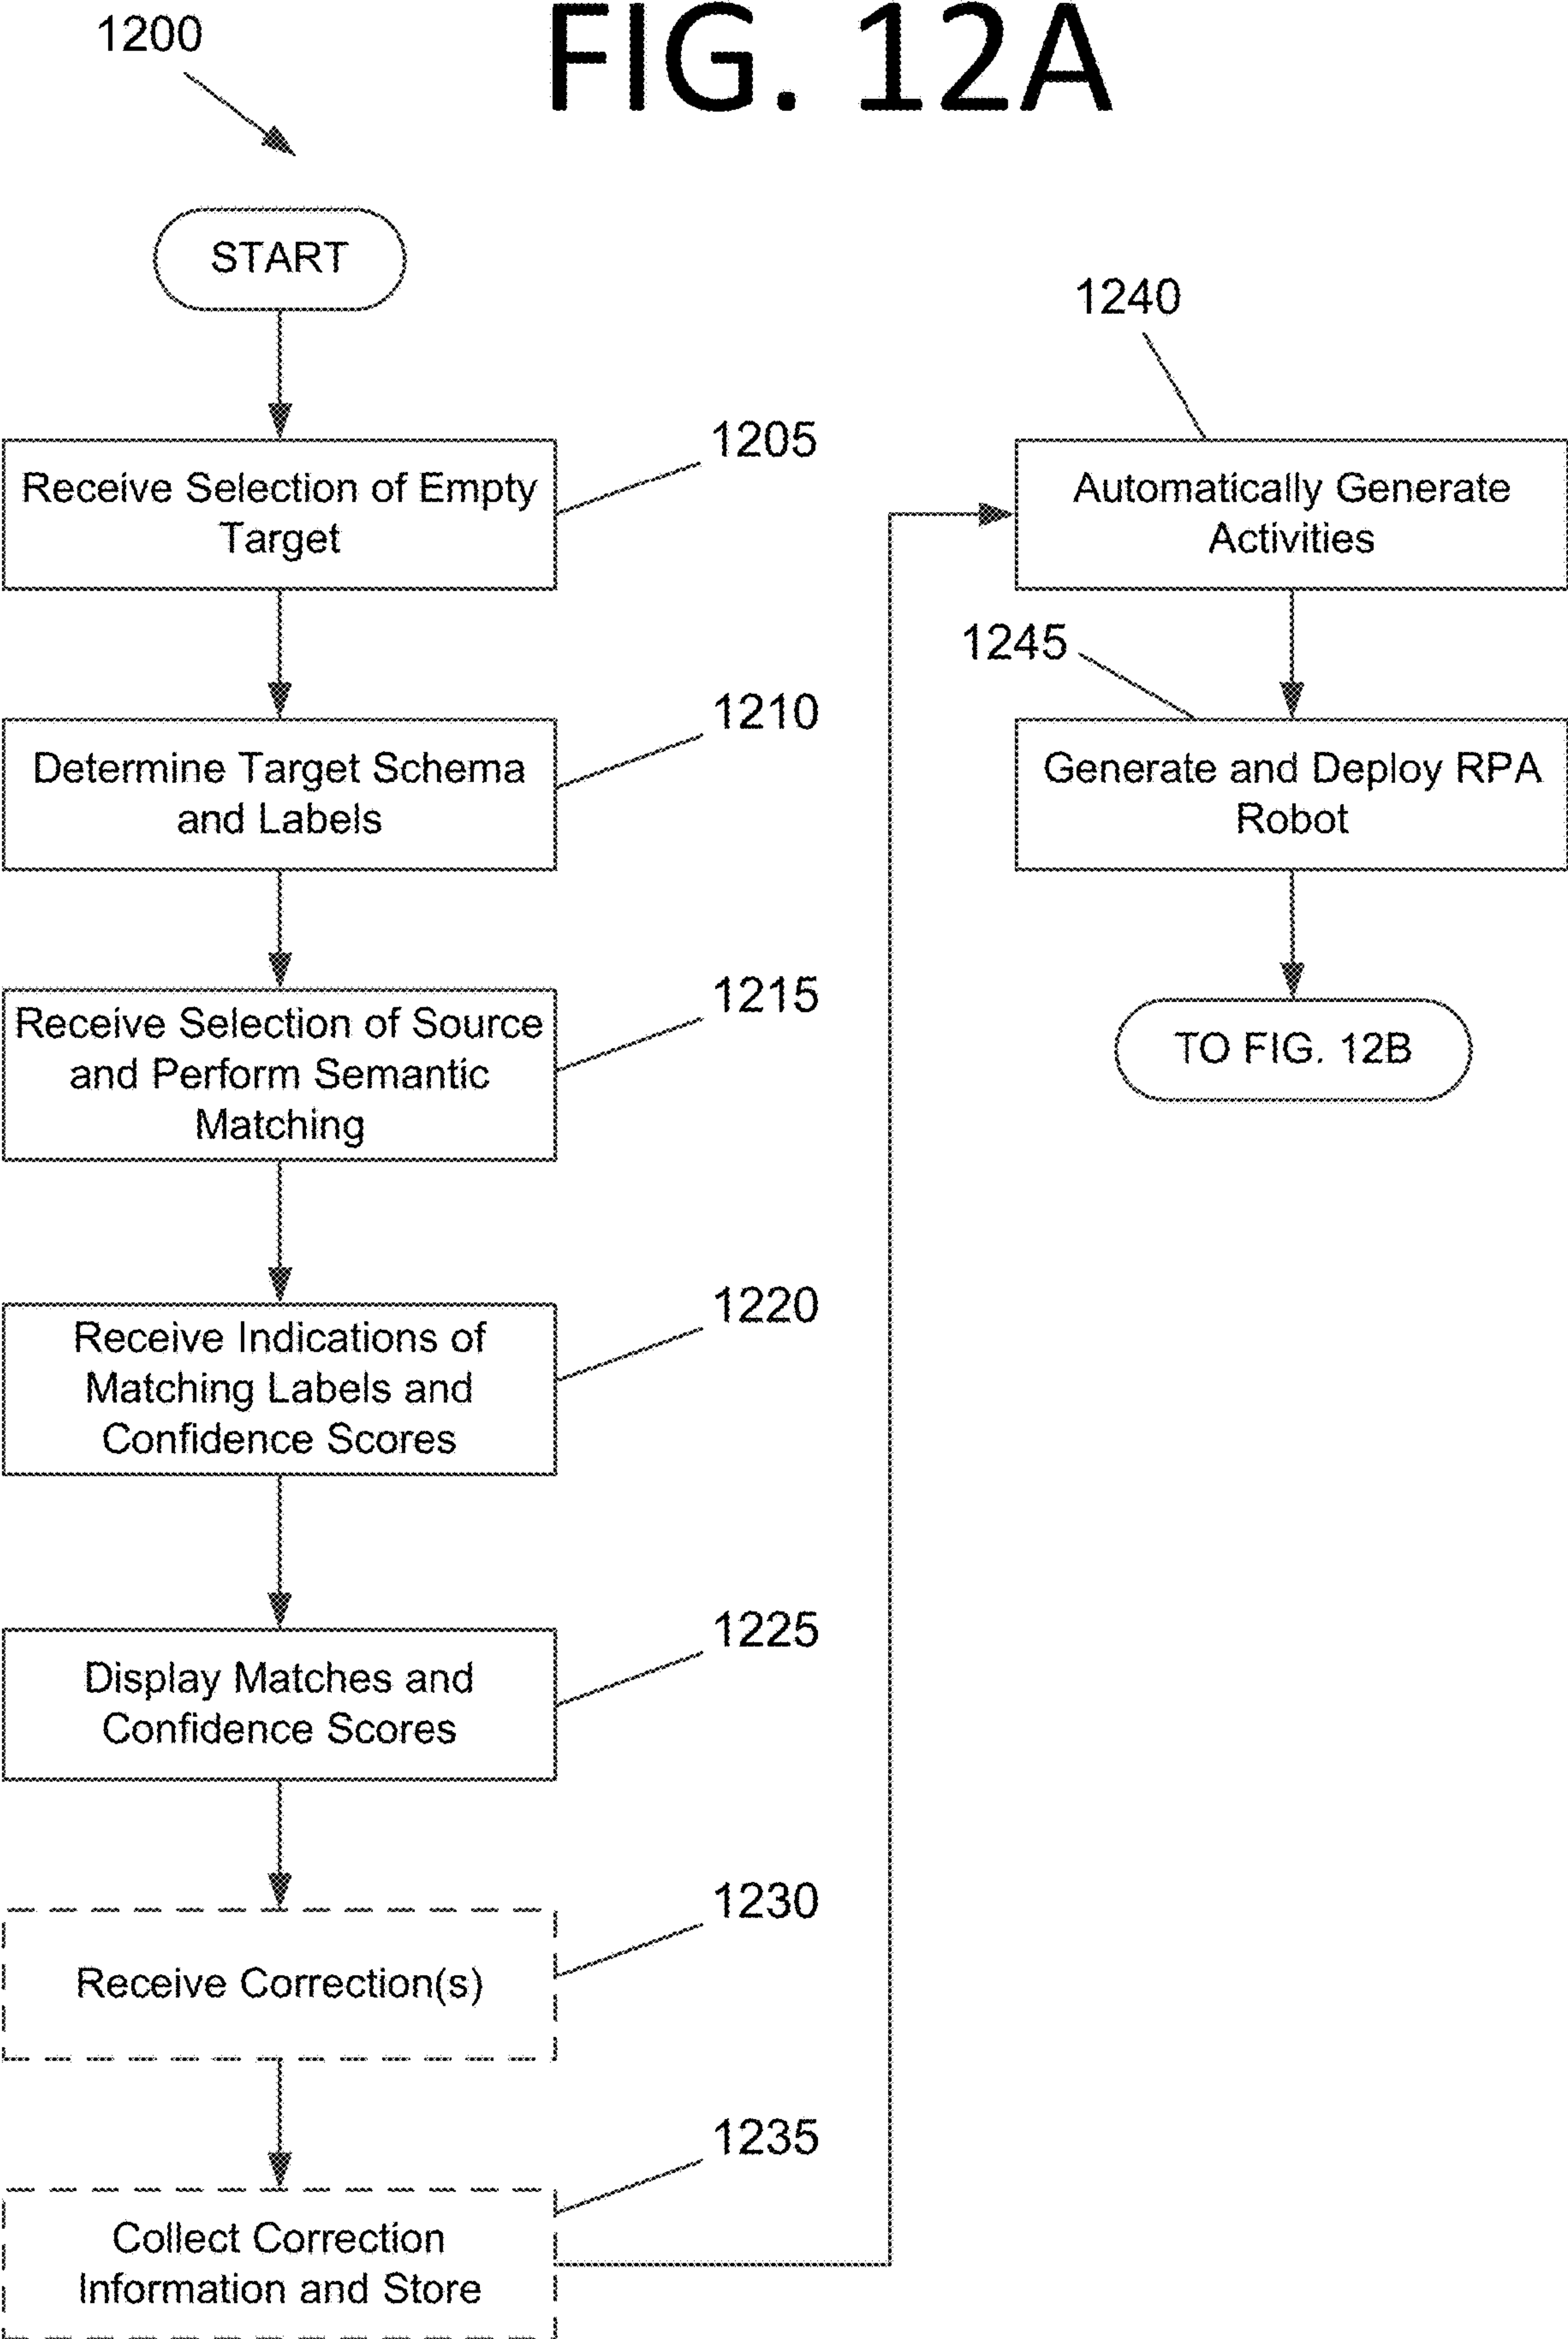 FIG. 12A
1200
START
1205
Receive Selection of Empty
Target
1210
Determine Target Schema
and Labels
1215
Receive Selection of Source
and Perform Semantic
Matching
1220
Receive Indications of
Matching Labels and
Confidence Scores
1225
Display Matches and
Confidence Scores
1230
Receive Correction(s)
1235
Collect Correction
Information and Store
1240
Automatically Generate
Activities
1245
Generate and Deploy RPA
Robot
TO FIG. 12B